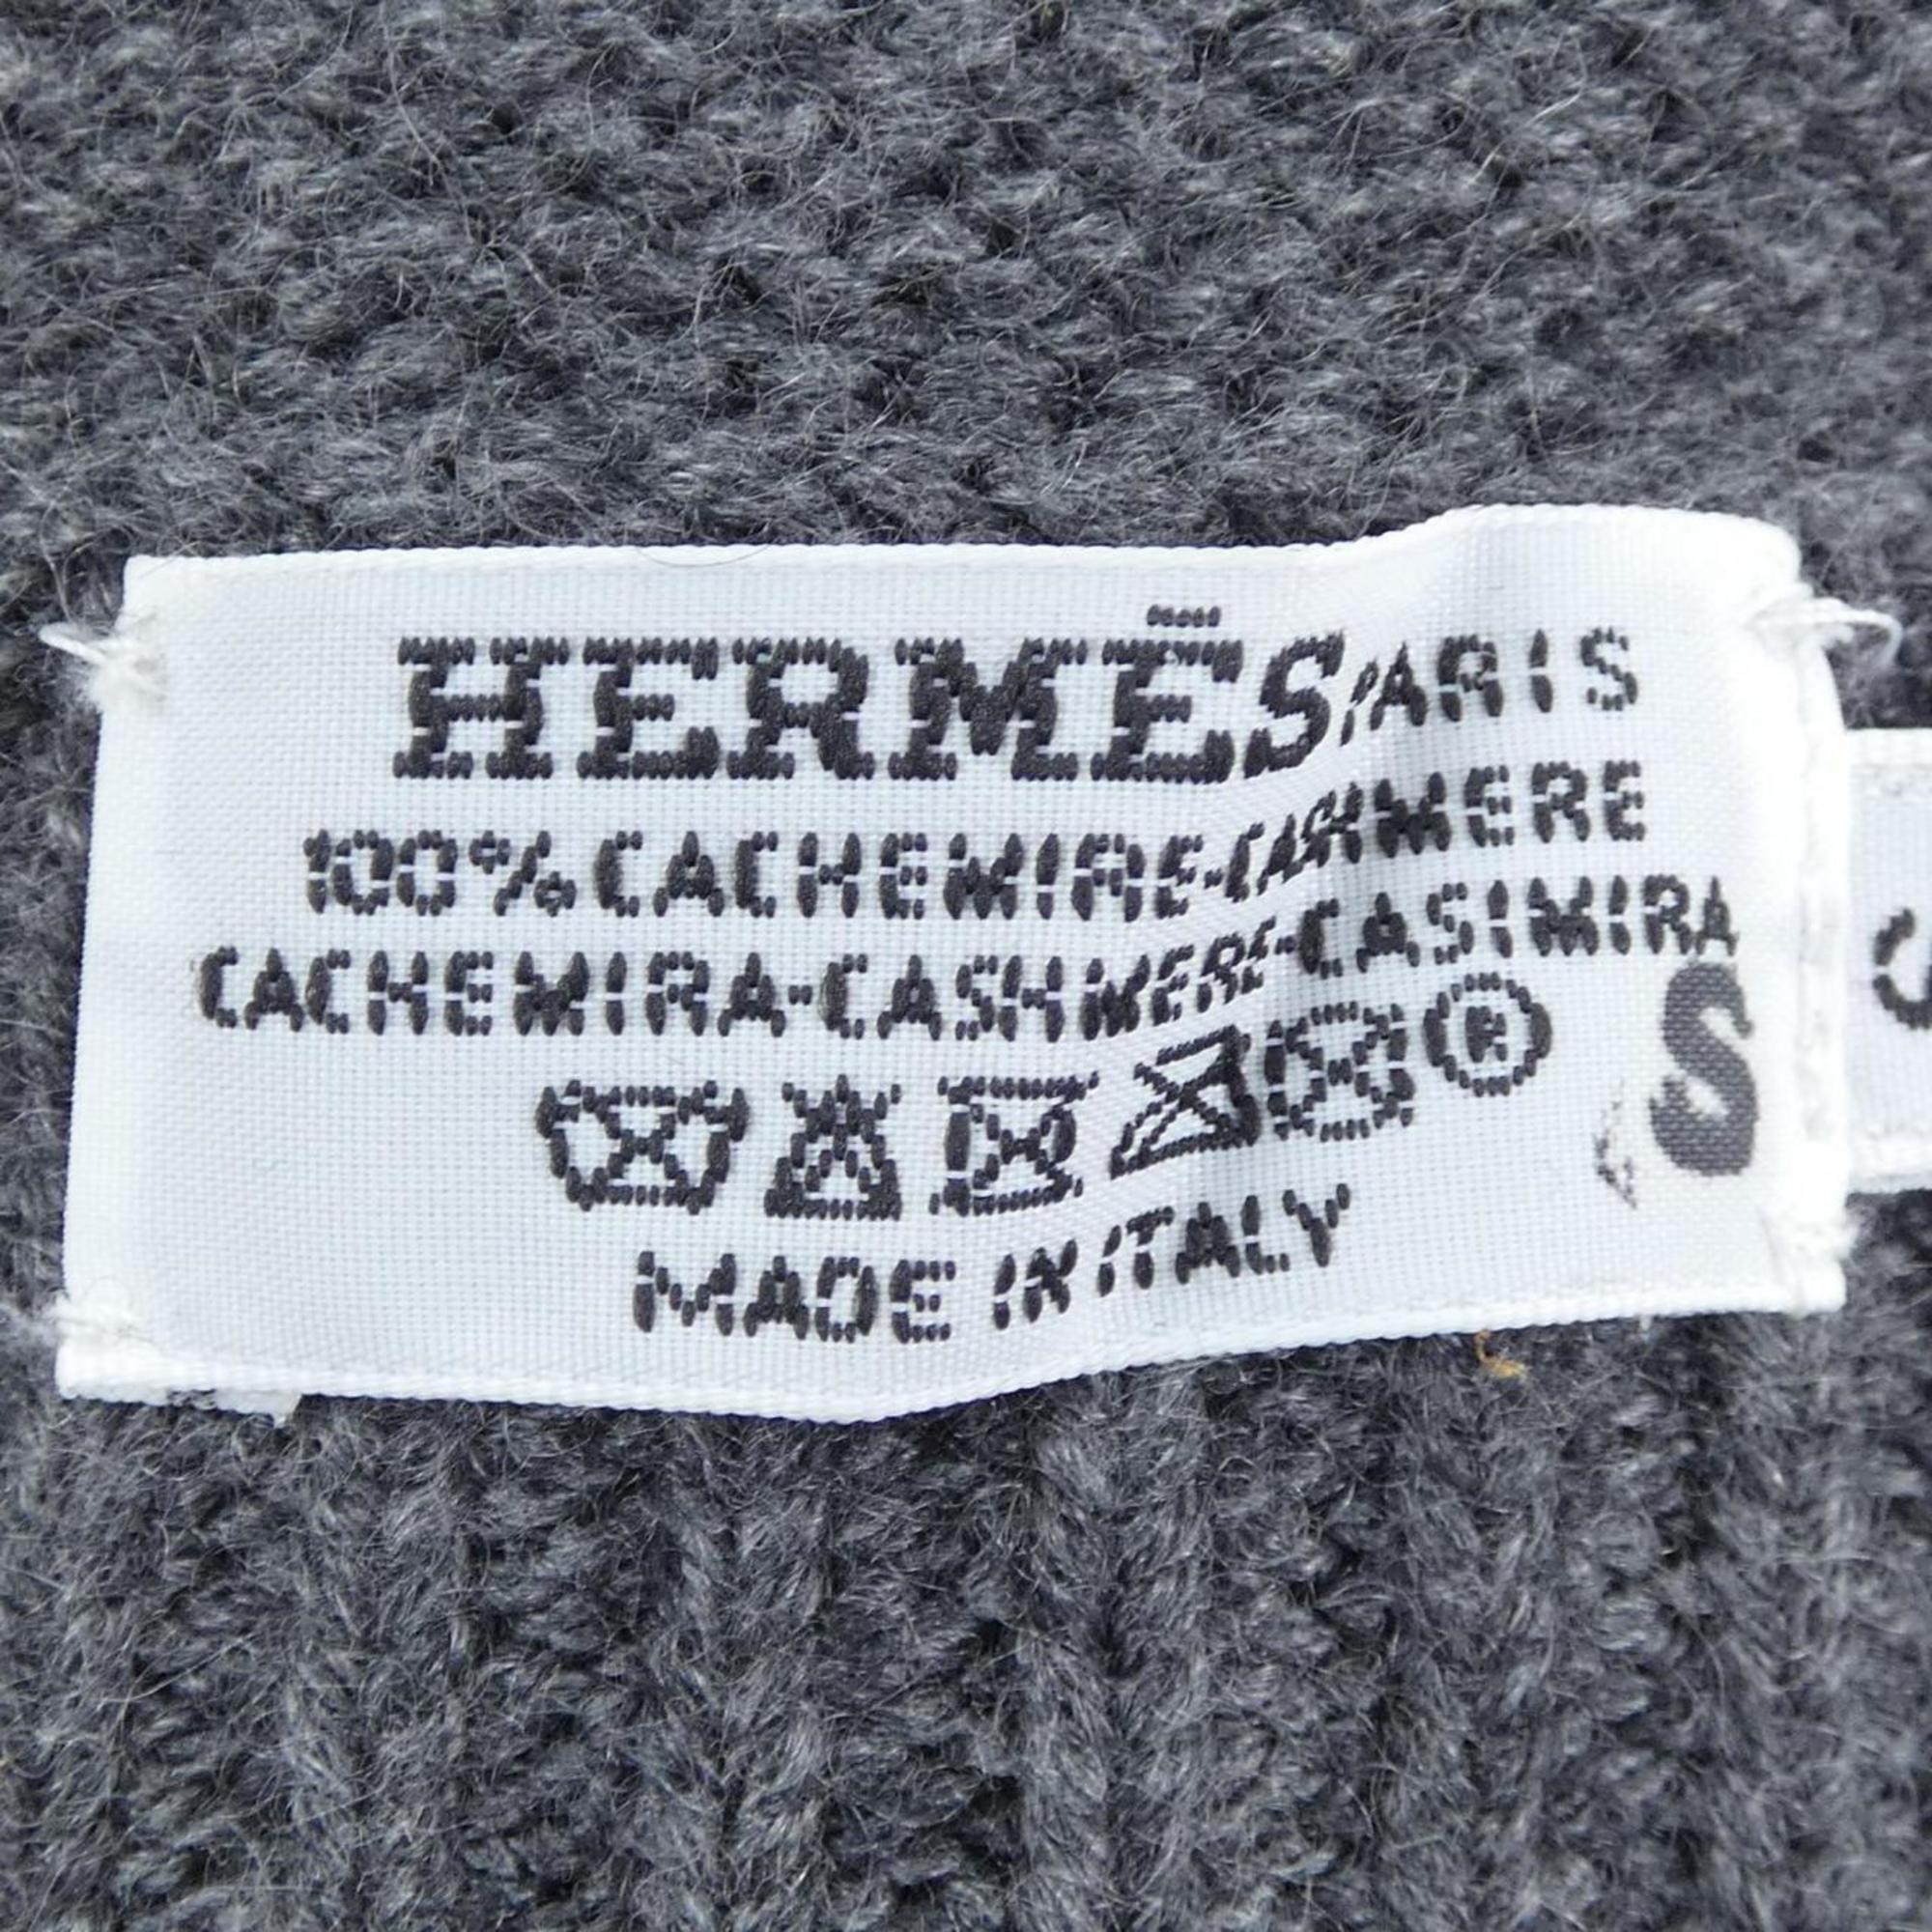 HERMÈS PARIS
100% CACHEMIRE-CASHMERE
CACHEMIRA-CASHMERE-CASIMIRA
®
S
MADE IN ITALY